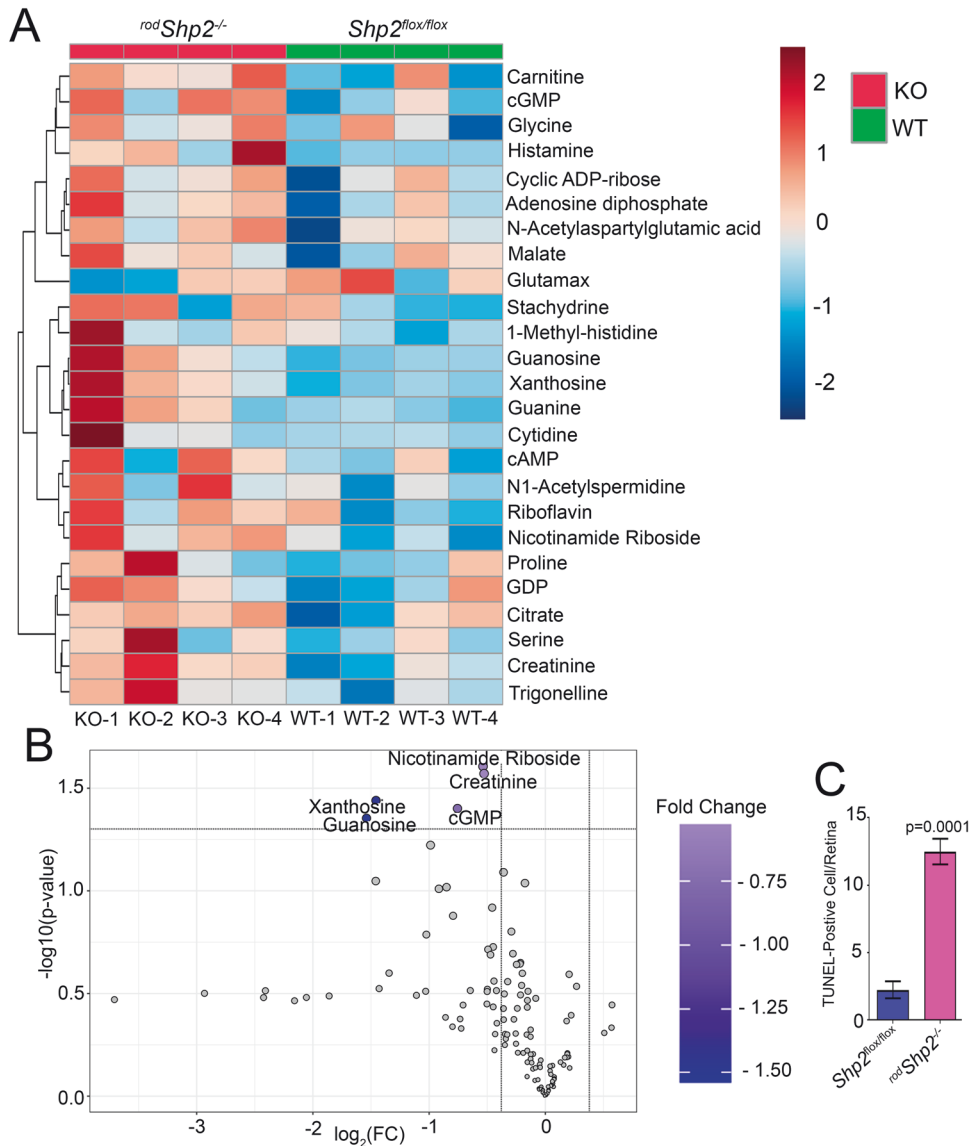 A
rodShp2-/- Shp2flox/flox
Carnitine
cGMP
Glycine
Histamine
Cyclic ADP-ribose
Adenosine diphosphate
N-Acetylaspartylglutamic acid
Malate
Glutamax
Stachydrine
1-Methyl-histidine
Guanosine
Xanthosine
Guanine
Cytidine
cAMP
N1-Acetylspermidine
Riboflavin
Nicotinamide Riboside
Proline
GDP
Citrate
Serine
Creatinine
Trigonelline
KO-1 KO-2 KO-3 KO-4 WT-1 WT-2 WT-3 WT-4
2
1
0
-1
-2
KO
WT
B
Nicotinamide Riboside
Creatinine
Xanthosine
Guanosine
cGMP
-log10(p-value)
1.5
1.0
0.5
0.0
-3 -2 -1 0
log2(FC)
Fold Change
- 0.75
- 1.00
- 1.25
- 1.50
C
TUNEL-Postive Cell/Retina
15
10
5
0
p=0.0001
Shp2flox/flox
rodShp2-/-